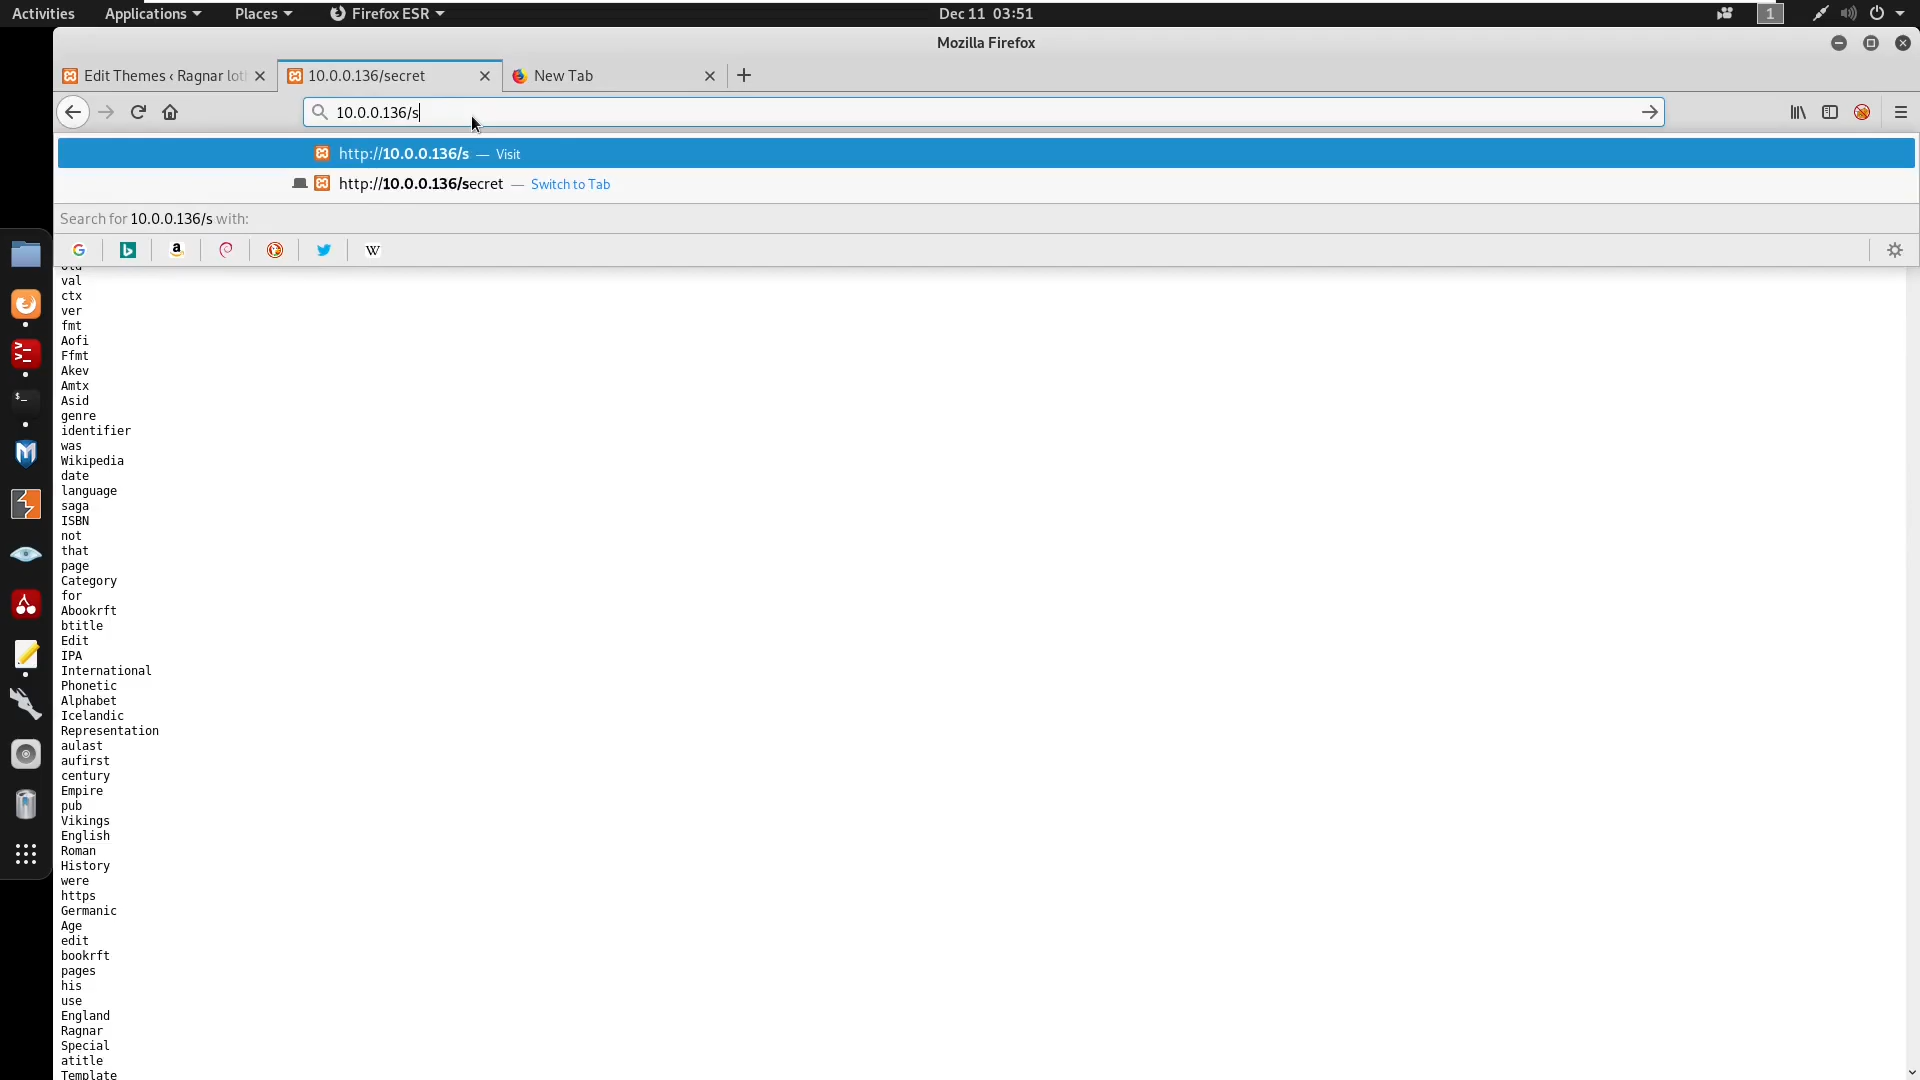 Activities Applications Places Firefox ESR Dec 11 03:51 1
Mozilla Firefox
Edit Themes ‹ Ragnar lot 10.0.0.136/secret New Tab
10.0.0.136/s
http://10.0.0.136/s — Visit
http://10.0.0.136/secret — Switch to Tab
Search for 10.0.0.136/s with:
val
ctx
ver
fmt
Aofi
Ffmt
Akev
Amtx
Asid
genre
identifier
was
Wikipedia
date
language
saga
ISBN
not
that
page
Category
for
Abookrft
btitle
Edit
IPA
International
Phonetic
Alphabet
Icelandic
Representation
aulast
aufirst
century
Empire
pub
Vikings
English
Roman
History
were
https
Germanic
Age
edit
bookrft
pages
his
use
England
Ragnar
Special
atitle
Template